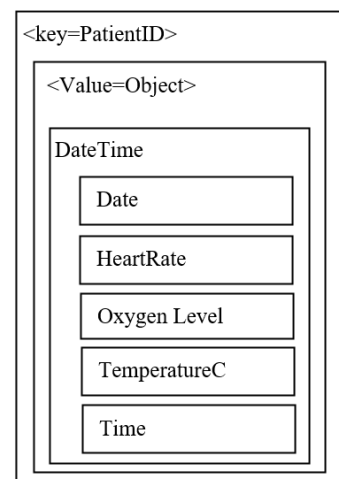 <key=PatientID>
<Value=Object>
DateTime
Date
HeartRate
Oxygen Level
TemperatureC
Time